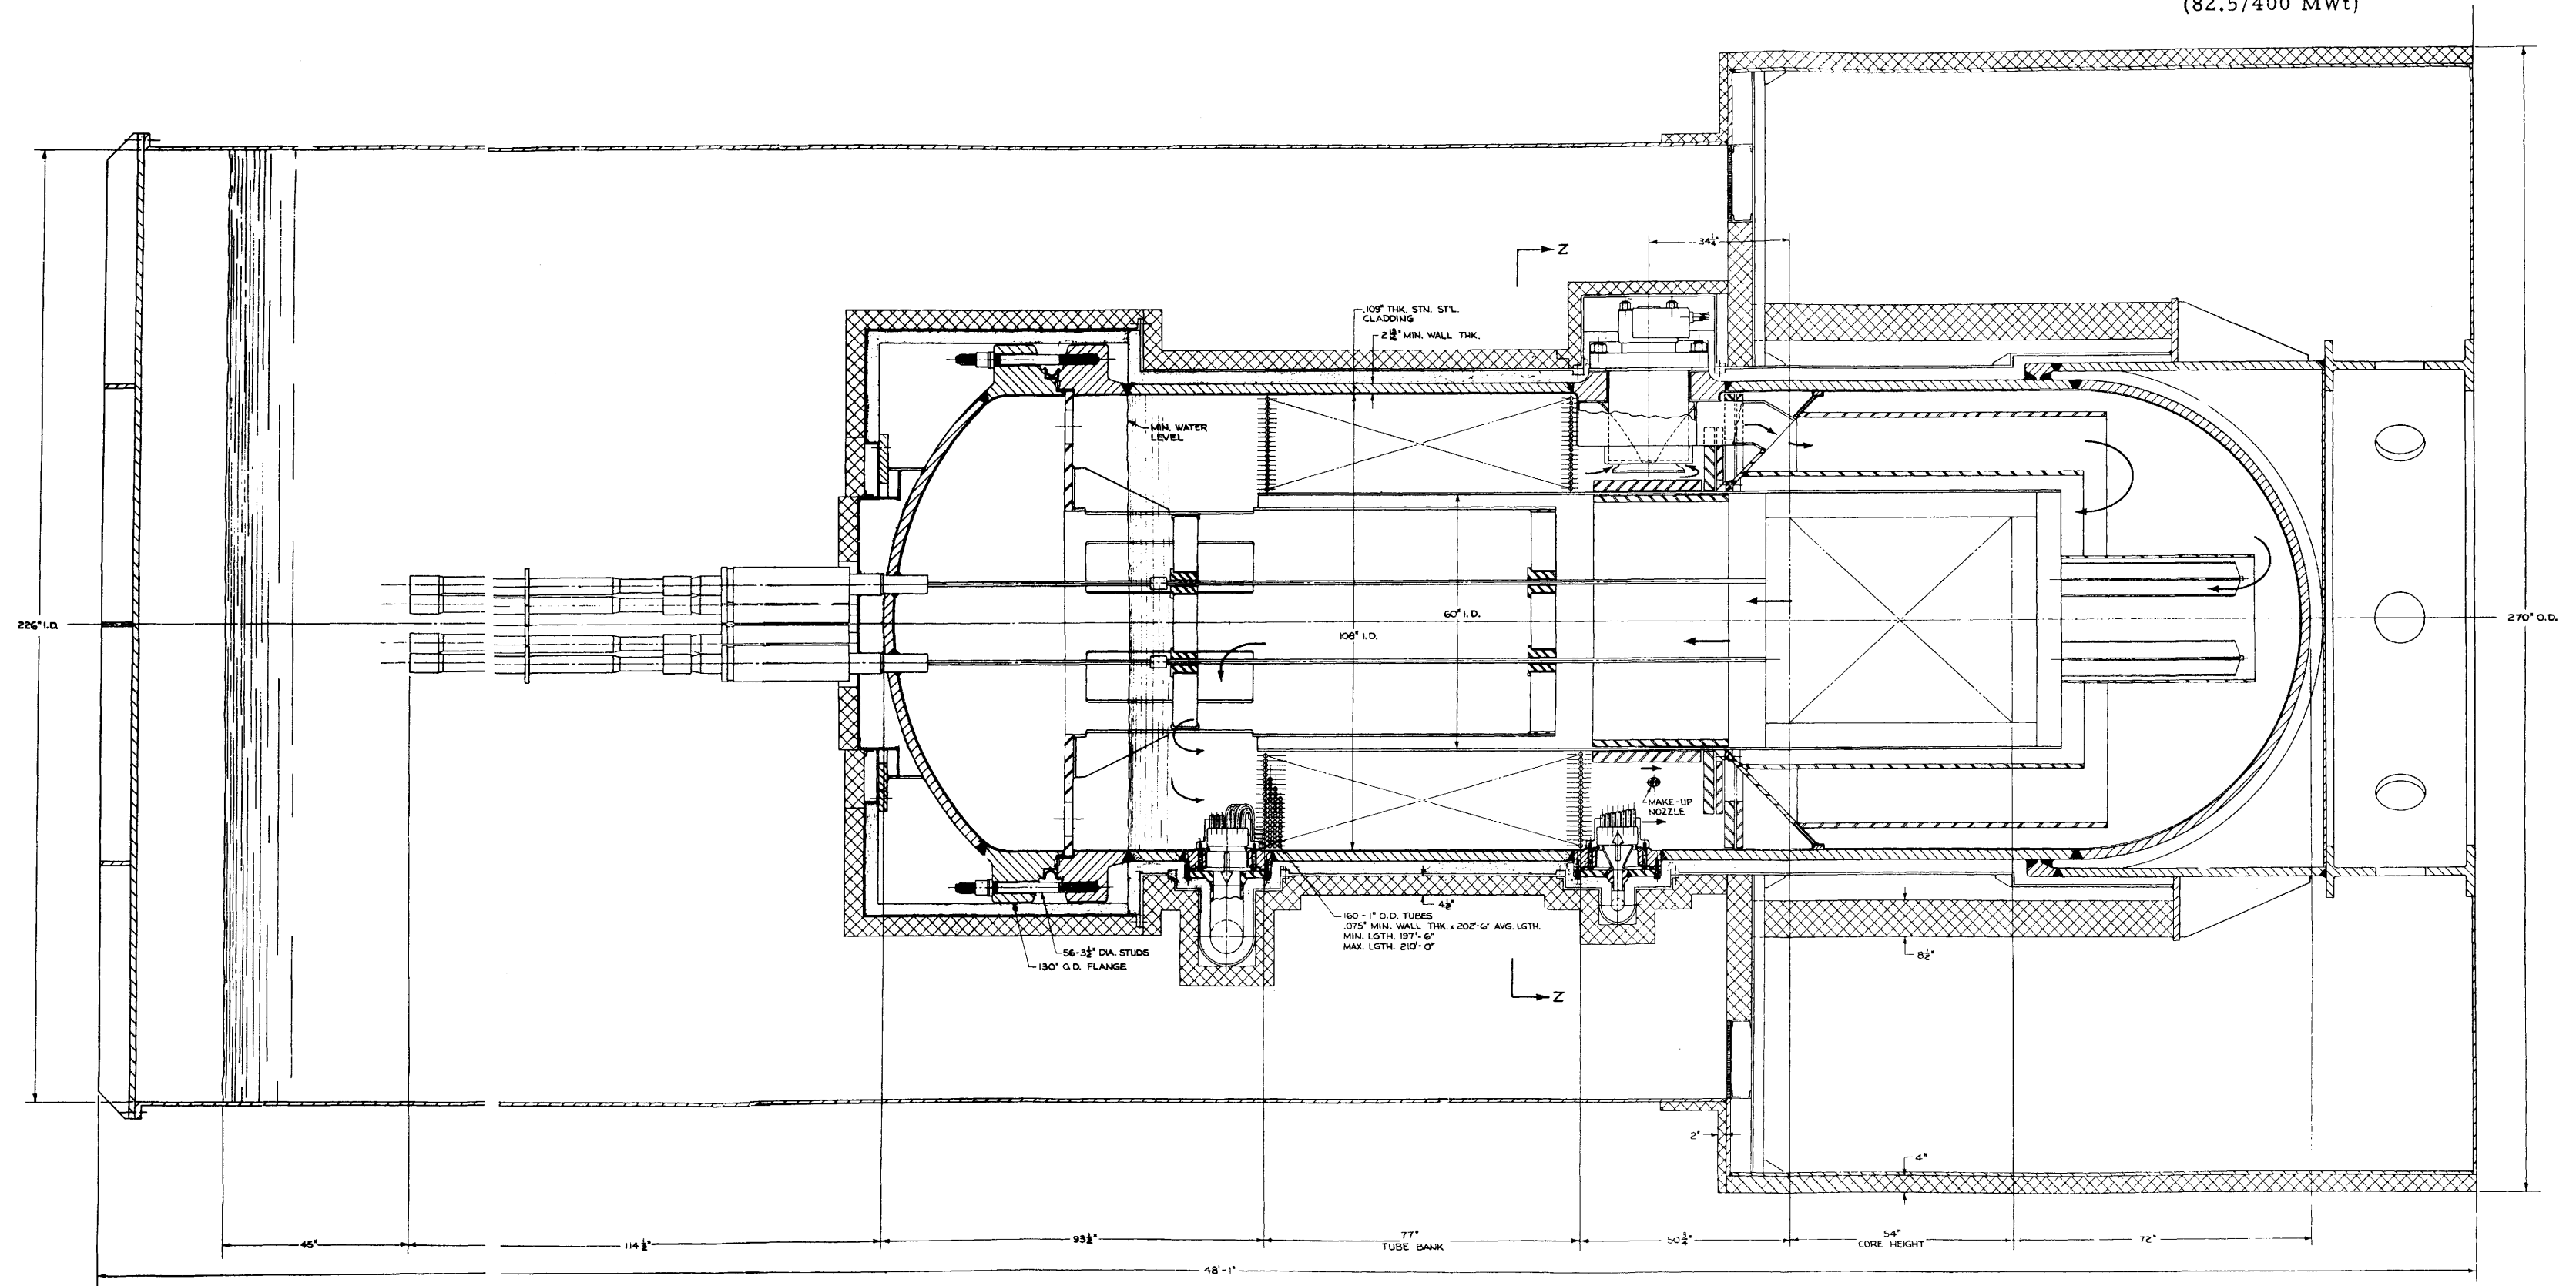 (82.5/400 MWt)
Z
34¼"
.109" THK. STN. ST'L.
CLADDING
MIN. WALL THK.
MIN. WATER
LEVEL
226" I.D.
60" I.D.
108" I.D.
270" O.D.
MAKE-UP
NOZZLE
4½"
160 - 1" O.D. TUBES
.075" MIN. WALL THK. x 202'-6" AVG. LGTH.
MIN. LGTH. 197'-6"
MAX. LGTH. 210'-0"
56-3½" DIA. STUDS
130" O.D. FLANGE
8½"
Z
2"
4"
45"
114½"
93½"
77"
TUBE BANK
50¾"
54"
CORE HEIGHT
72"
48'-1"